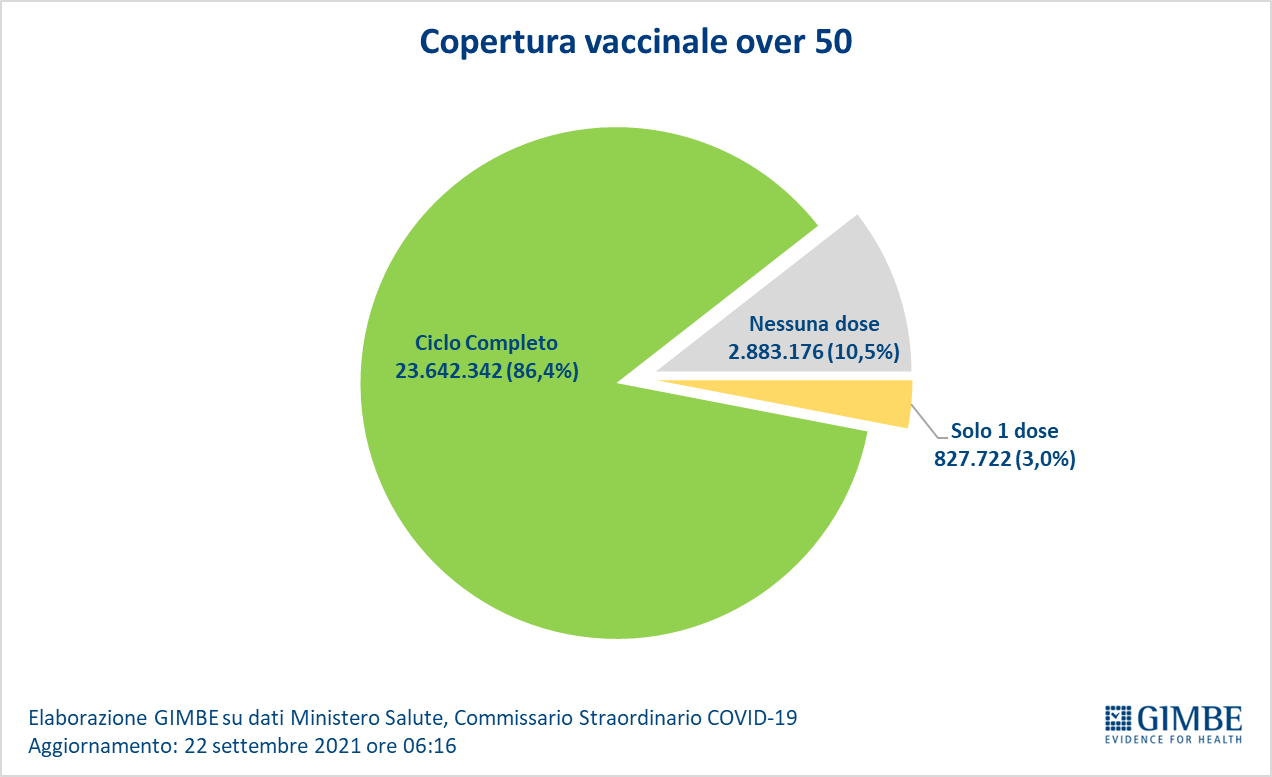 Copertura vaccinale over 50
Ciclo Completo
23.642.342 (86,4%)
Nessuna dose
2.883.176 (10,5%)
Solo 1 dose
827.722 (3,0%)
Elaborazione GIMBE su dati Ministero Salute, Commissario Straordinario COVID-19
Aggiornamento: 22 settembre 2021 ore 06:16
GIMBE
EVIDENCE FOR HEALTH